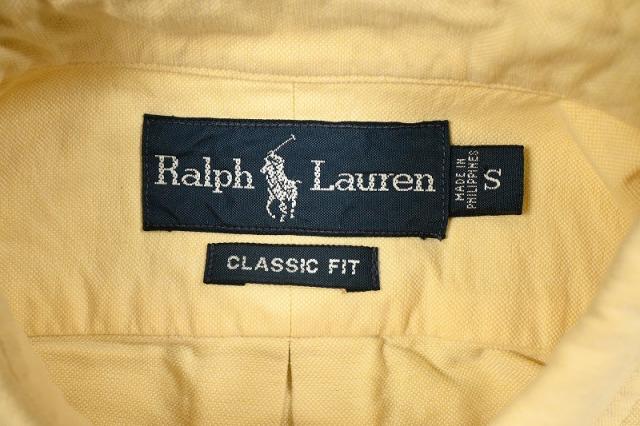 Ralph Lauren
MADE IN
PHILIPPINES
S
CLASSIC FIT